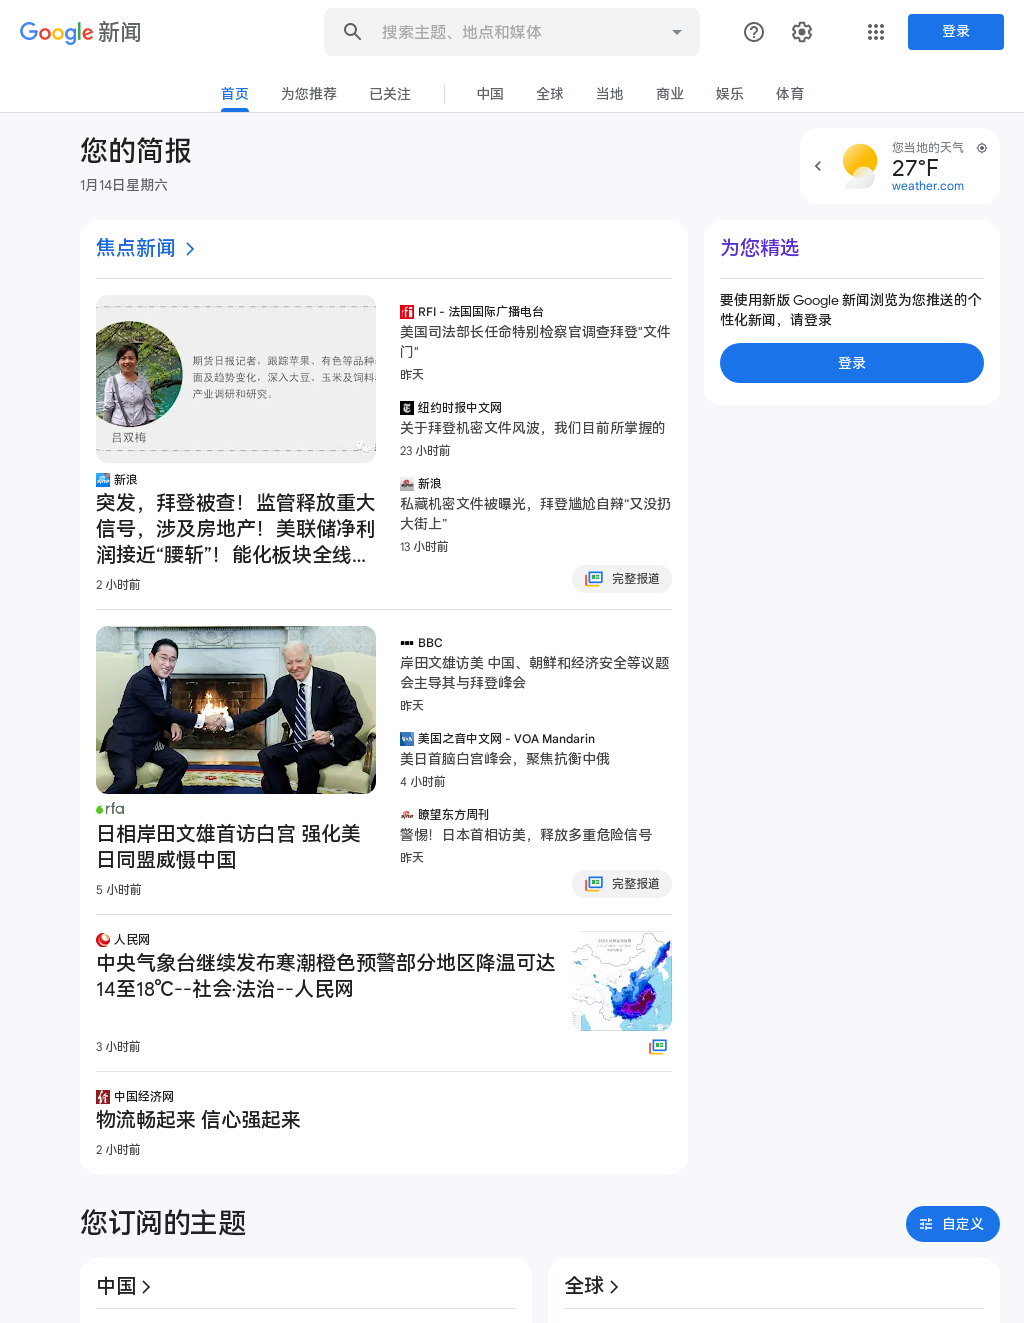 Google 新闻
搜索主题、地点和媒体
登录
首页
为您推荐
已关注
中国
全球
当地
商业
娱乐
体育
您的简报
1月14日星期六
您当地的天气
27°F
weather.com
焦点新闻
期货日报记者，跟踪苹果、有色等品种
面及趋势变化，深入大豆、玉米及饲料
产业调研和研究。
吕双梅
新浪
突发，拜登被查！监管释放重大
信号，涉及房地产！美联储净利
润接近“腰斩”！能化板块全线...
2 小时前
RFI - 法国国际广播电台
美国司法部长任命特别检察官调查拜登"文件
门"
昨天
纽约时报中文网
关于拜登机密文件风波，我们目前所掌握的
23 小时前
新浪
私藏机密文件被曝光，拜登尴尬自辩“又没扔
大街上”
13 小时前
完整报道
为您精选
要使用新版 Google 新闻浏览为您推送的个
性化新闻，请登录
登录
rfa
日相岸田文雄首访白宫 强化美
日同盟威慑中国
5 小时前
BBC
岸田文雄访美 中国、朝鲜和经济安全等议题
会主导其与拜登峰会
昨天
美国之音中文网 - VOA Mandarin
美日首脑白宫峰会，聚焦抗衡中俄
4 小时前
瞭望东方周刊
警惕！日本首相访美，释放多重危险信号
昨天
完整报道
人民网
中央气象台继续发布寒潮橙色预警部分地区降温可达
14至18℃--社会·法治--人民网
3 小时前
中国经济网
物流畅起来 信心强起来
2 小时前
您订阅的主题
自定义
中国
全球